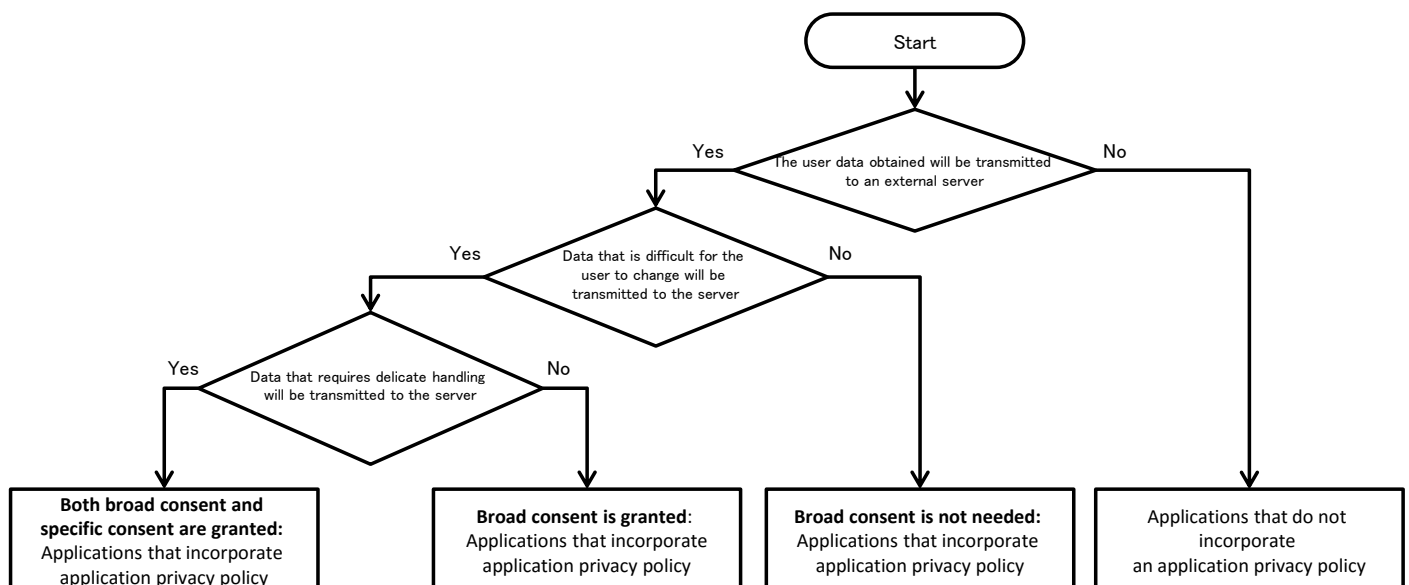 Start
Yes
No
The user data obtained will be transmitted
to an external server
Yes
No
Data that is difficult for the
user to change will be
transmitted to the server
Yes
No
Data that requires delicate handling
will be transmitted to the server
Both broad consent and
specific consent are granted:
Applications that incorporate
application privacy policy
Broad consent is granted:
Applications that incorporate
application privacy policy
Broad consent is not needed:
Applications that incorporate
application privacy policy
Applications that do not
incorporate
an application privacy policy